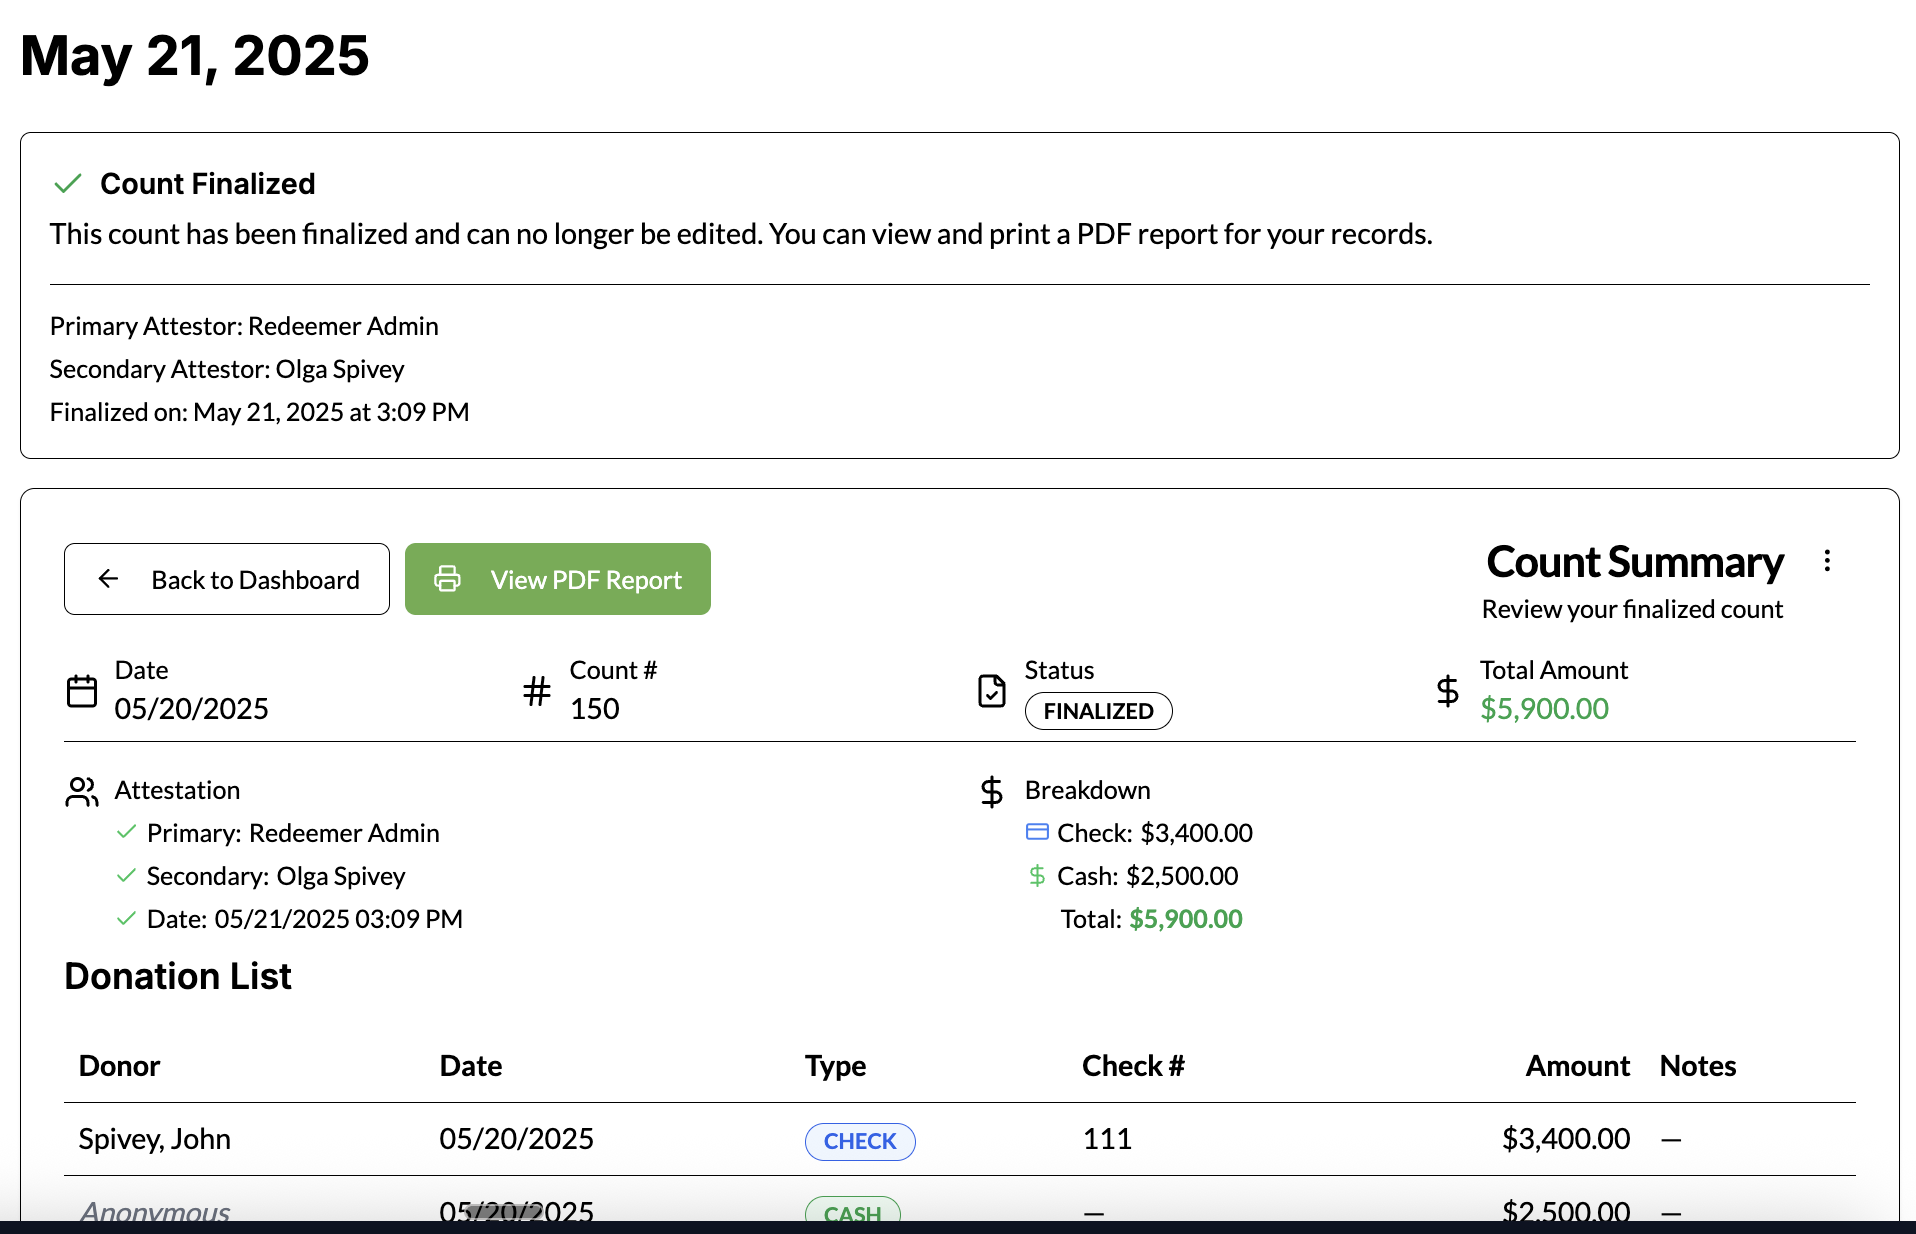 May 21, 2025
Count Finalized
This count has been finalized and can no longer be edited. You can view and print a PDF report for your records.
Primary Attestor: Redeemer Admin
Secondary Attestor: Olga Spivey
Finalized on: May 21, 2025 at 3:09 PM
Back to Dashboard
View PDF Report
Count Summary
Review your finalized count
Date
05/20/2025
Count #
150
Status
FINALIZED
Total Amount
$5,900.00
Attestation
Primary: Redeemer Admin
Secondary: Olga Spivey
Date: 05/21/2025 03:09 PM
Breakdown
Check: $3,400.00
Cash: $2,500.00
Total: $5,900.00
Donation List
Donor Date Type Check # Amount Notes
Spivey, John 05/20/2025 CHECK 111 $3,400.00 —
Anonymous 05/20/2025 CASH — $2,500.00 —